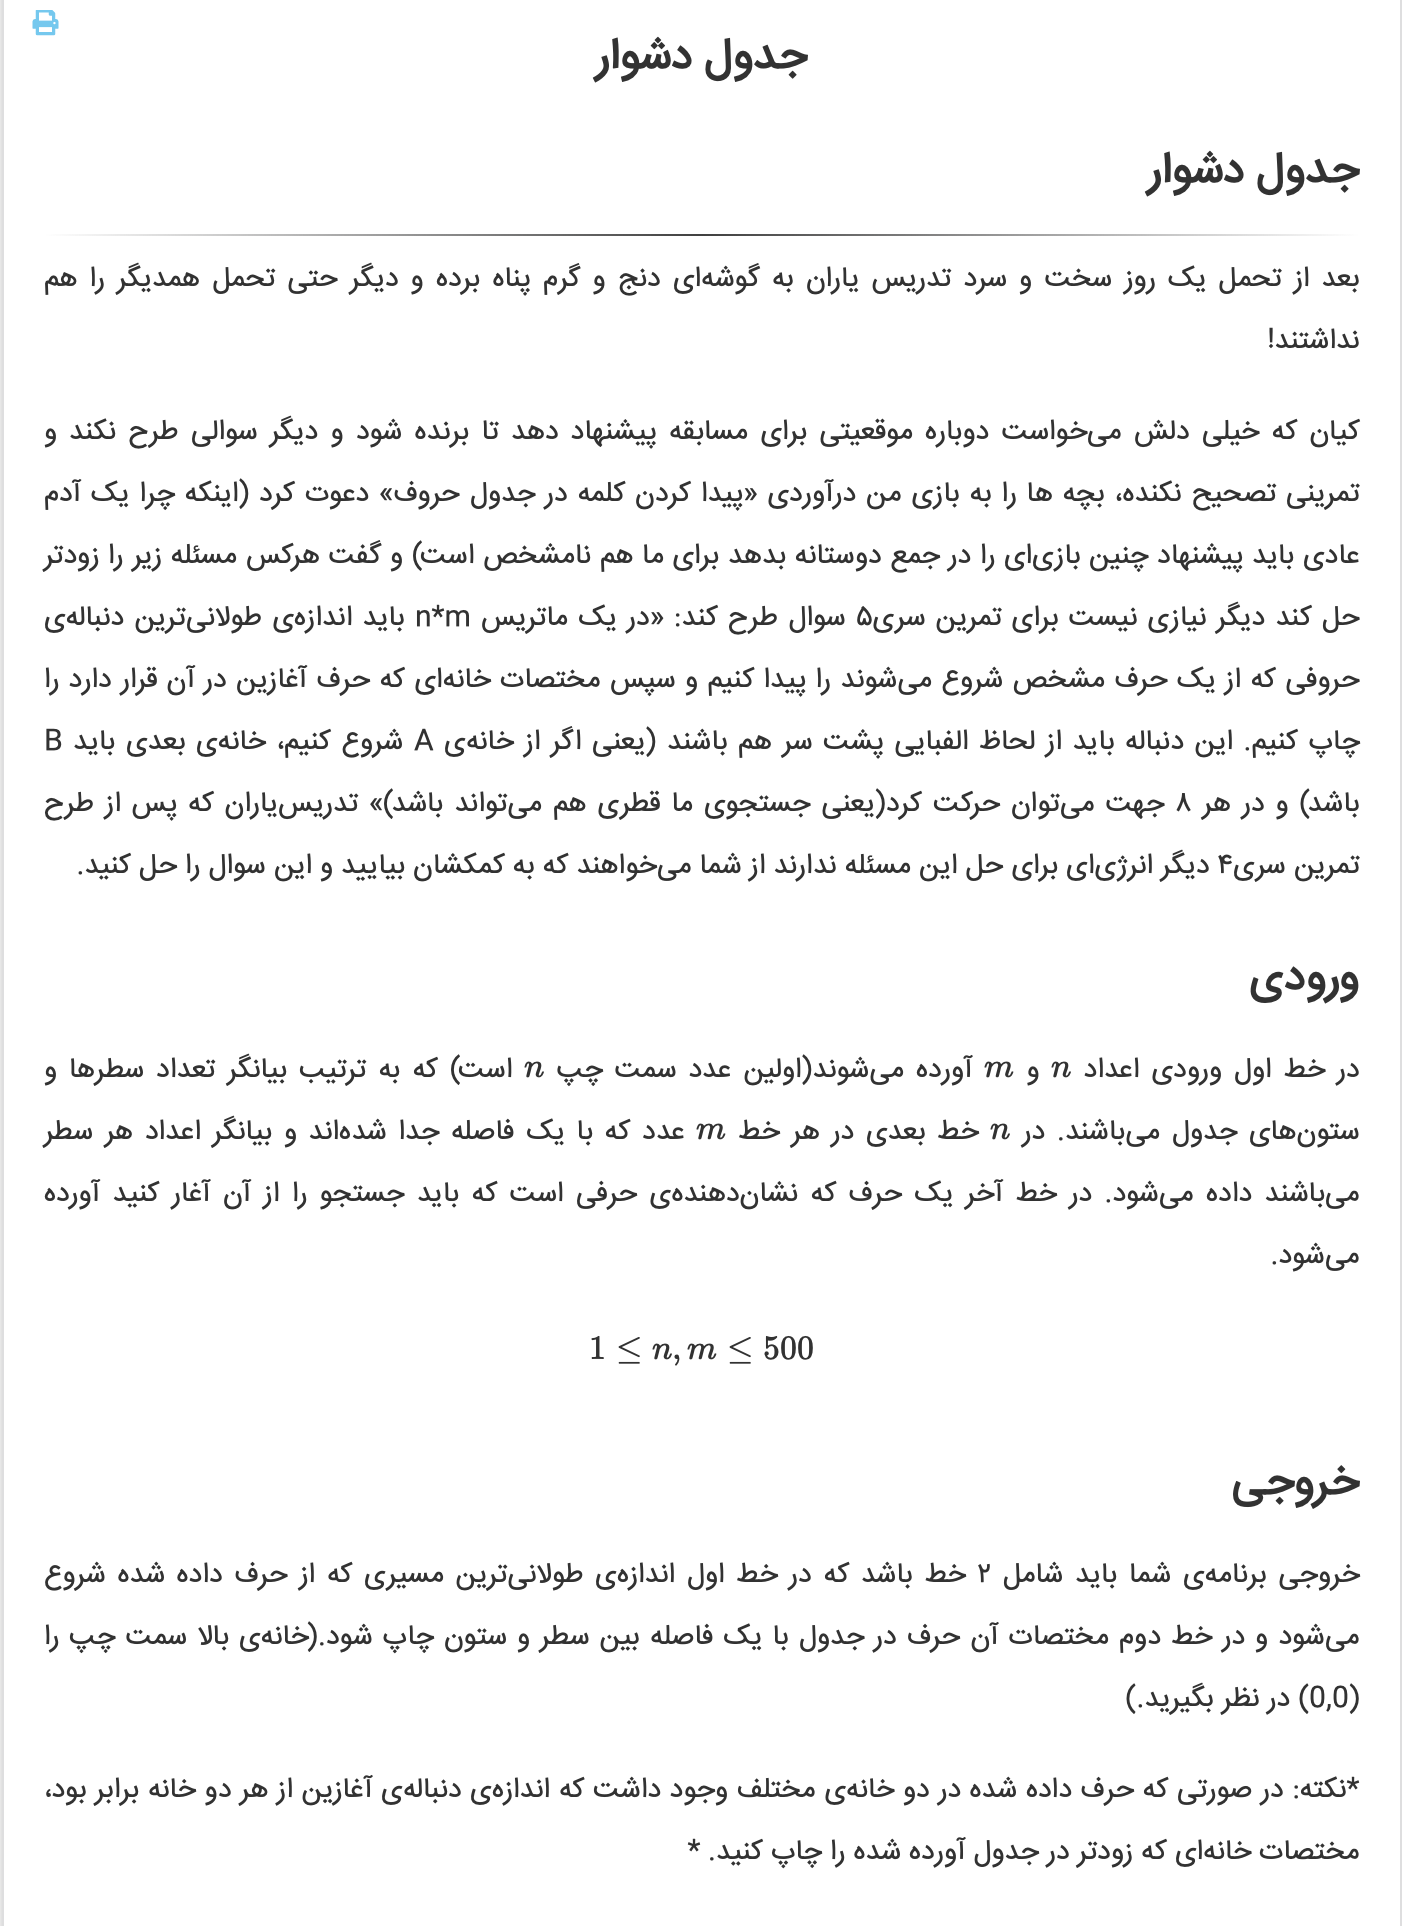 جدول دشوار
جدول دشوار
بعد از تحمل یک روز سخت و سرد تدریس یاران به گوشه‌ای دنج و گرم پناه برده و دیگر حتی تحمل همدیگر را هم
نداشتند!
کیان که خیلی دلش می‌خواست دوباره موقعیتی برای مسابقه پیشنهاد دهد تا برنده شود و دیگر سوالی طرح نکند و
تمرینی تصحیح نکنده، بچه ها را به بازی من درآوردی «پیدا کردن کلمه در جدول حروف» دعوت کرد (اینکه چرا یک آدم
عادی باید پیشنهاد چنین بازی‌ای را در جمع دوستانه بدهد برای ما هم نامشخص است) و گفت هرکس مسئله زیر را زودتر
حل کند دیگر نیازی نیست برای تمرین سری۵ سوال طرح کند: «در یک ماتریس n*m باید اندازه‌ی طولانی‌ترین دنباله‌ی
حروفی که از یک حرف مشخص شروع می‌شوند را پیدا کنیم و سپس مختصات خانه‌ای که حرف آغازین در آن قرار دارد را
چاپ کنیم. این دنباله باید از لحاظ الفبایی پشت سر هم باشند (یعنی اگر از خانه‌ی A شروع کنیم، خانه‌ی بعدی باید B
باشد) و در هر ۸ جهت می‌توان حرکت کرد(یعنی جستجوی ما قطری هم می‌تواند باشد)» تدریس‌یاران که پس از طرح
تمرین سری۴ دیگر انرژی‌ای برای حل این مسئله ندارند از شما می‌خواهند که به کمکشان بیایید و این سوال را حل کنید.
ورودی
در خط اول ورودی اعداد n و m آورده می‌شوند(اولین عدد سمت چپ n است) که به ترتیب بیانگر تعداد سطرها و
ستون‌های جدول می‌باشند. در n خط بعدی در هر خط m عدد که با یک فاصله جدا شده‌اند و بیانگر اعداد هر سطر
می‌باشند داده می‌شود. در خط آخر یک حرف که نشان‌دهنده‌ی حرفی است که باید جستجو را از آن آغار کنید آورده
می‌شود.
1 ≤ n, m ≤ 500
خروجی
خروجی برنامه‌ی شما باید شامل ۲ خط باشد که در خط اول اندازه‌ی طولانی‌ترین مسیری که از حرف داده شده شروع
می‌شود و در خط دوم مختصات آن حرف در جدول با یک فاصله بین سطر و ستون چاپ شود.(خانه‌ی بالا سمت چپ را
(0,0) در نظر بگیرید.)
*نکته: در صورتی که حرف داده شده در دو خانه‌ی مختلف وجود داشت که اندازه‌ی دنباله‌ی آغازین از هر دو خانه برابر بود،
مختصات خانه‌ای که زودتر در جدول آورده شده را چاپ کنید. *